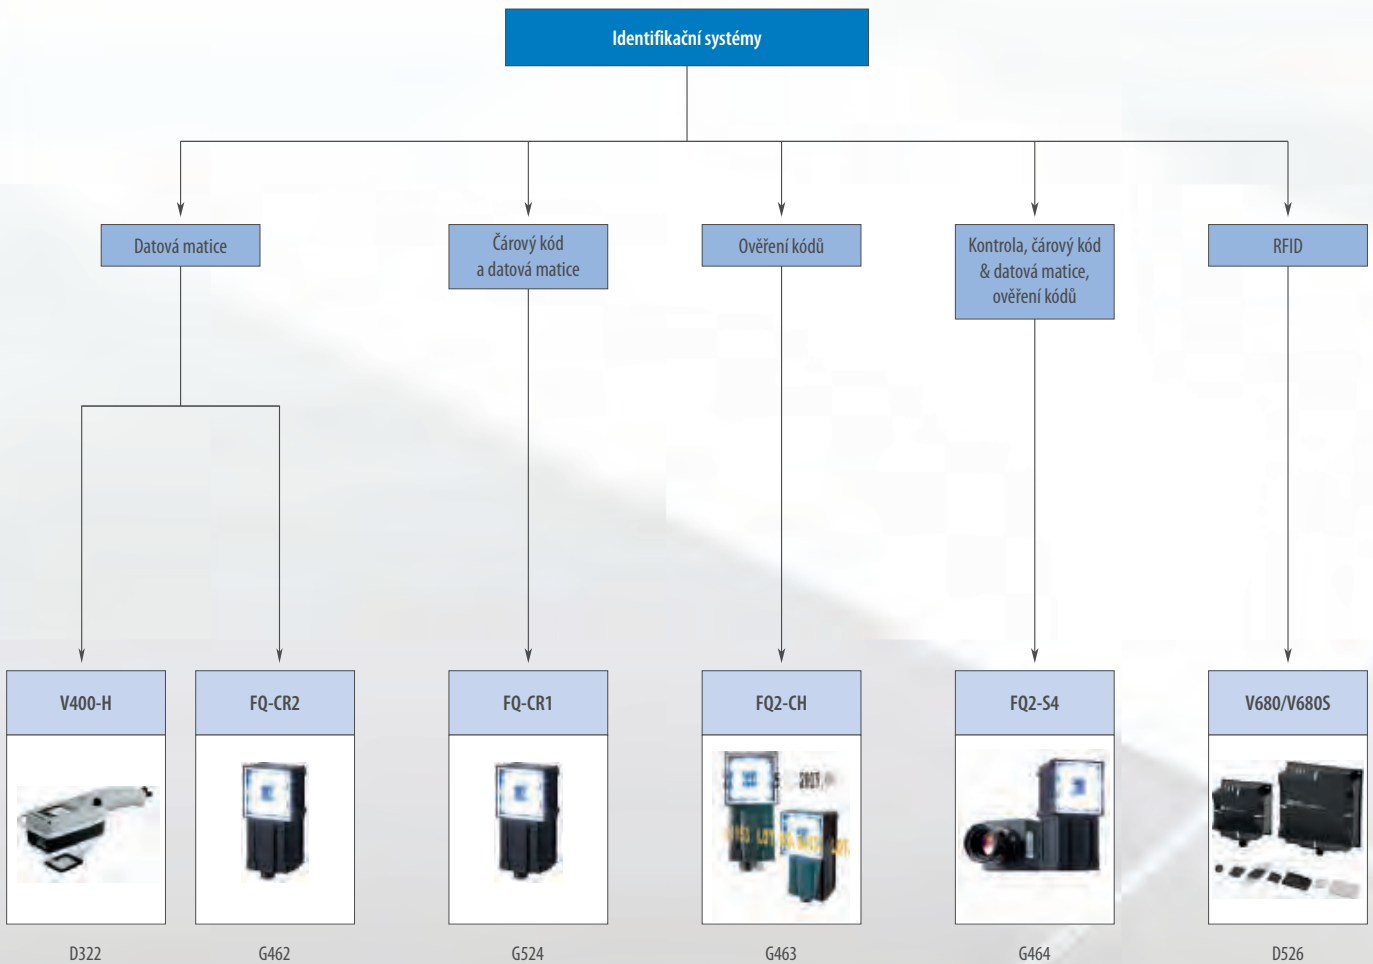 Identifikační systémy
Datová matice
Čárový kód
a datová matice
Ověření kódů
Kontrola, čárový kód
& datová matice,
ověření kódů
RFID
V400-H
FQ-CR2
FQ-CR1
FQ2-CH
FQ2-S4
V680/V680S
D322
G462
G524
G463
G464
D526